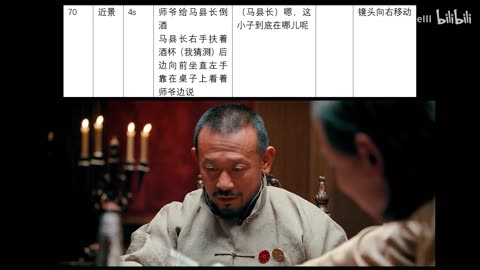 70 近景 4s 师爷给马县长倒 （马县长）嗯，这 镜头向右移动
酒 小子到底在哪儿呢
马县长右手扶着
酒杯（我猜测）后
边向前坐直左手
靠在桌子上看着
师爷边说
elll bilibili